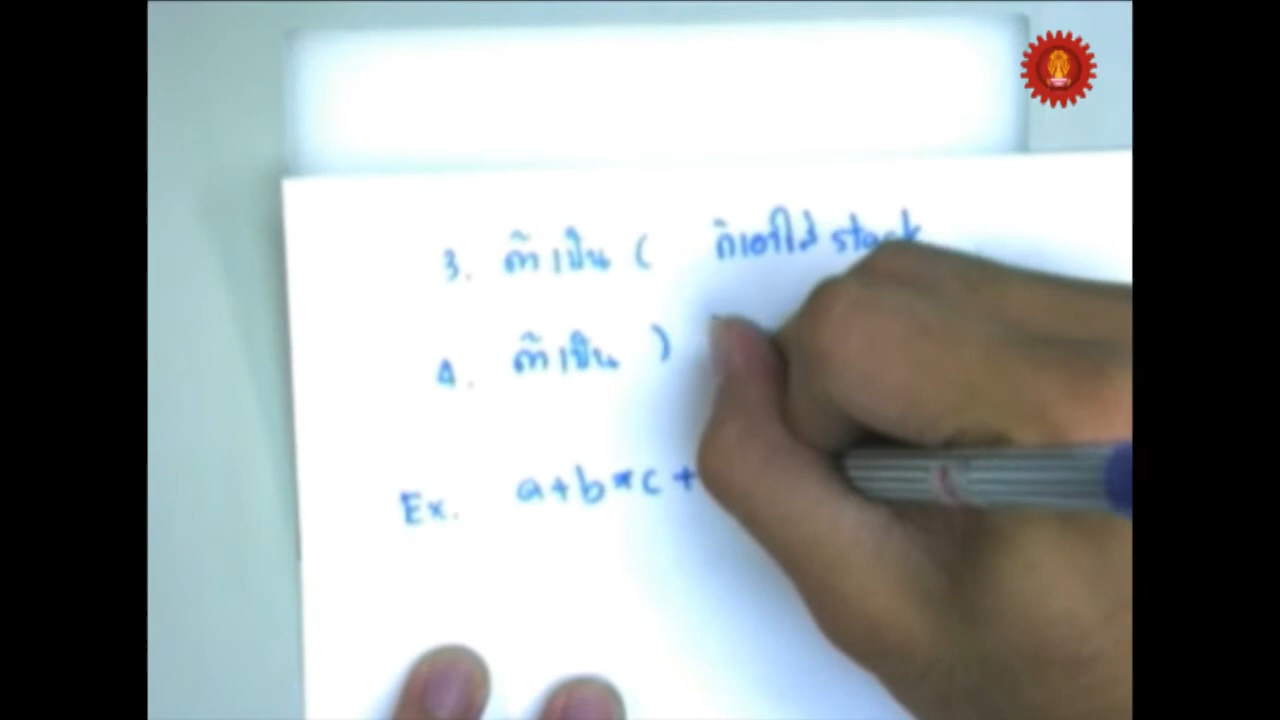 3. ถ้าเป็น ( ก็เอาใส่ stack
4. ถ้าเป็น )
Ex. a+b*c+